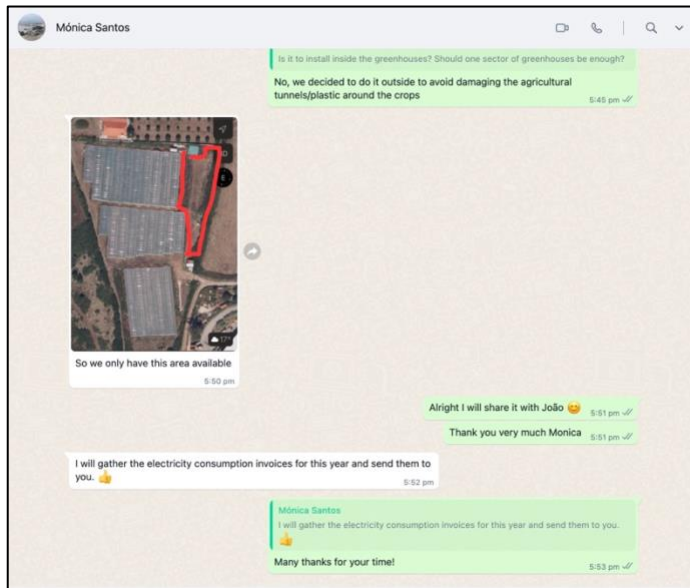 Mónica Santos
Is it to install inside the greenhouses? Should one sector of greenhouses be enough?
No, we decided to do it outside to avoid damaging the agricultural
tunnels/plastic around the crops
5:45 pm
So we only have this area available
5:50 pm
Alright I will share it with João 😊
5:51 pm
Thank you very much Monica
5:51 pm
I will gather the electricity consumption invoices for this year and send them to
you. 👍
5:52 pm
Mónica Santos
I will gather the electricity consumption invoices for this year and send them to you.
👍
Many thanks for your time!
5:53 pm